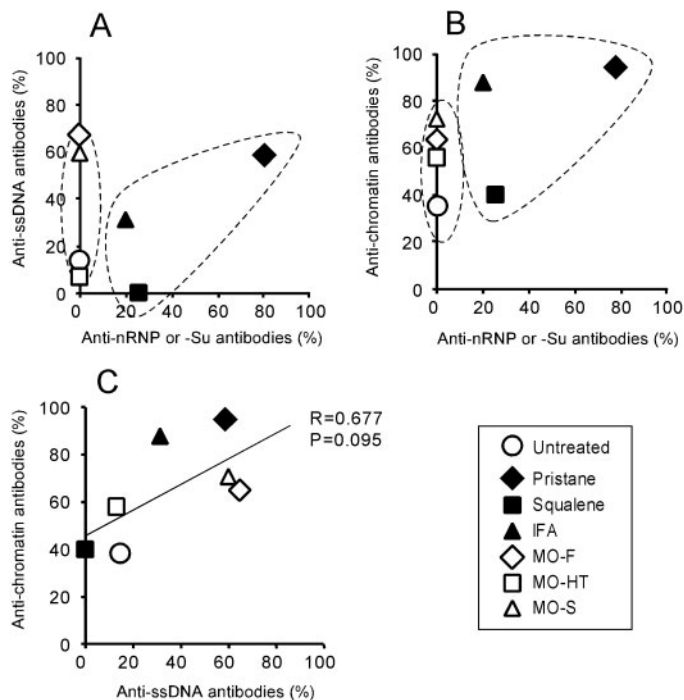 A
Anti-ssDNA antibodies (%)
100
80
60
40
20
0
0 20 40 60 80 100
Anti-nRNP or -Su antibodies (%)
B
Anti-chromatin antibodies (%)
100
80
60
40
20
0
0 20 40 60 80 100
Anti-nRNP or -Su antibodies (%)
C
Anti-chromatin antibodies (%)
100
80
60
40
20
0
0 20 40 60 80 100
Anti-ssDNA antibodies (%)
R=0.677
P=0.095
Untreated
Pristane
Squalene
IFA
MO-F
MO-HT
MO-S